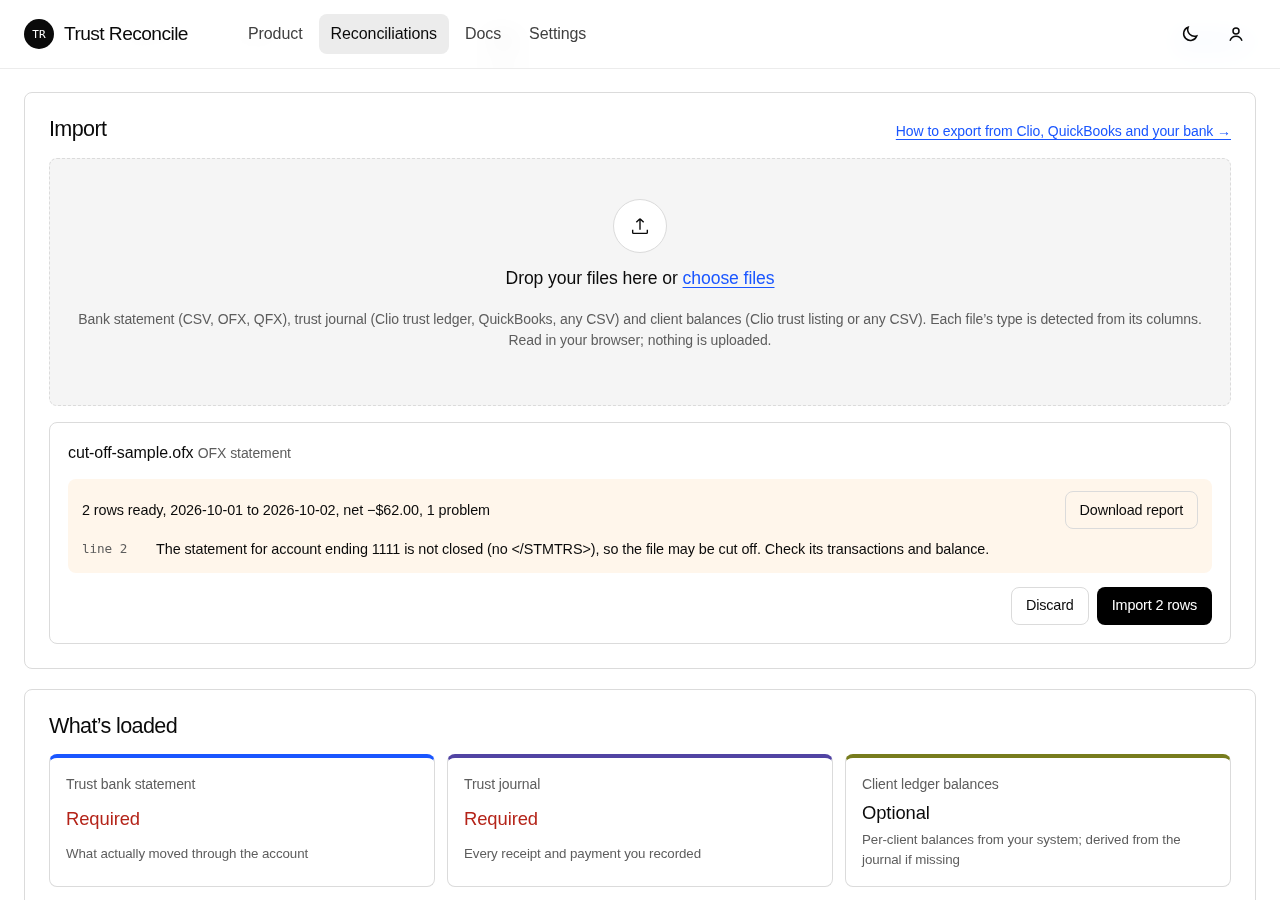 TR Trust Reconcile Product Reconciliations Docs Settings
Import
How to export from Clio, QuickBooks and your bank →
Drop your files here or choose files
Bank statement (CSV, OFX, QFX), trust journal (Clio trust ledger, QuickBooks, any CSV) and client balances (Clio trust listing or any CSV). Each file’s type is detected from its columns.
Read in your browser; nothing is uploaded.
cut-off-sample.ofx OFX statement
2 rows ready, 2026-10-01 to 2026-10-02, net −$62.00, 1 problem
Download report
line 2 The statement for account ending 1111 is not closed (no </STMTRS>), so the file may be cut off. Check its transactions and balance.
Discard Import 2 rows
What’s loaded
Trust bank statement
Required
What actually moved through the account
Trust journal
Required
Every receipt and payment you recorded
Client ledger balances
Optional
Per-client balances from your system; derived from the
journal if missing